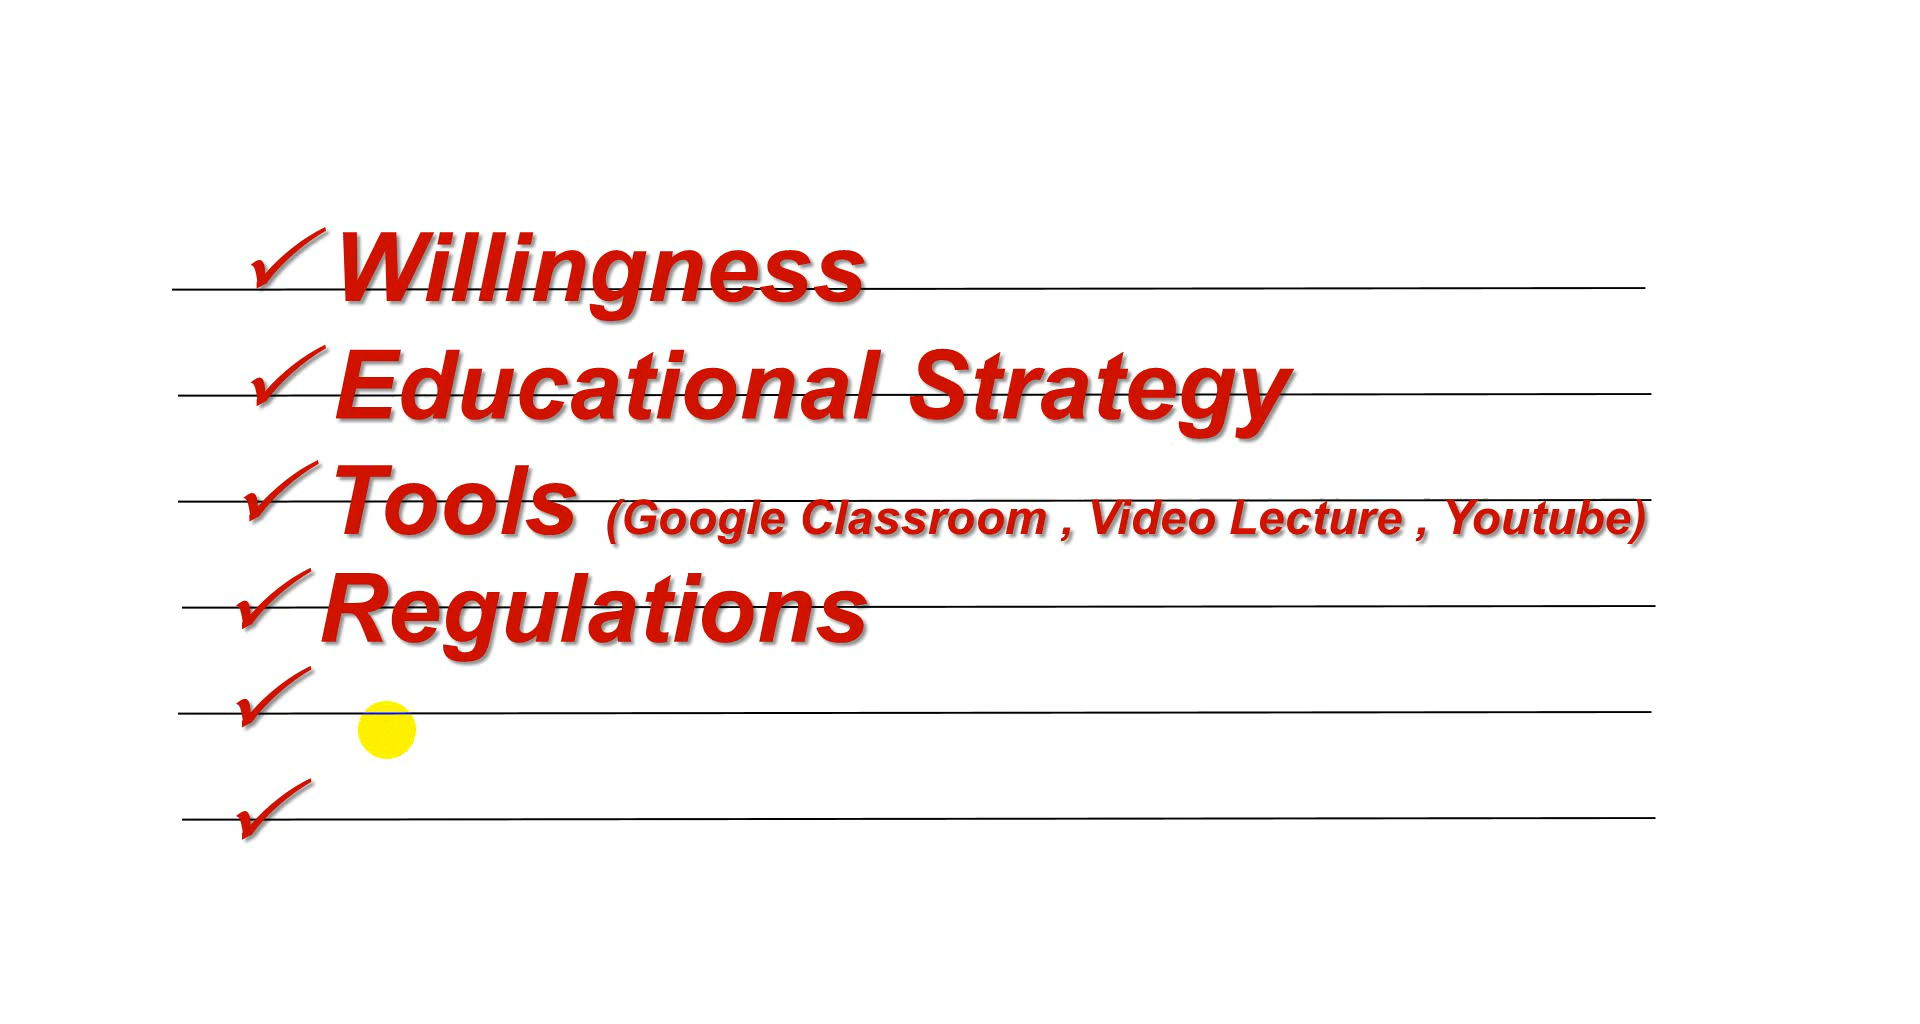 ✓ Willingness
✓ Educational Strategy
✓ Tools (Google Classroom , Video Lecture , Youtube)
✓ Regulations
✓
✓